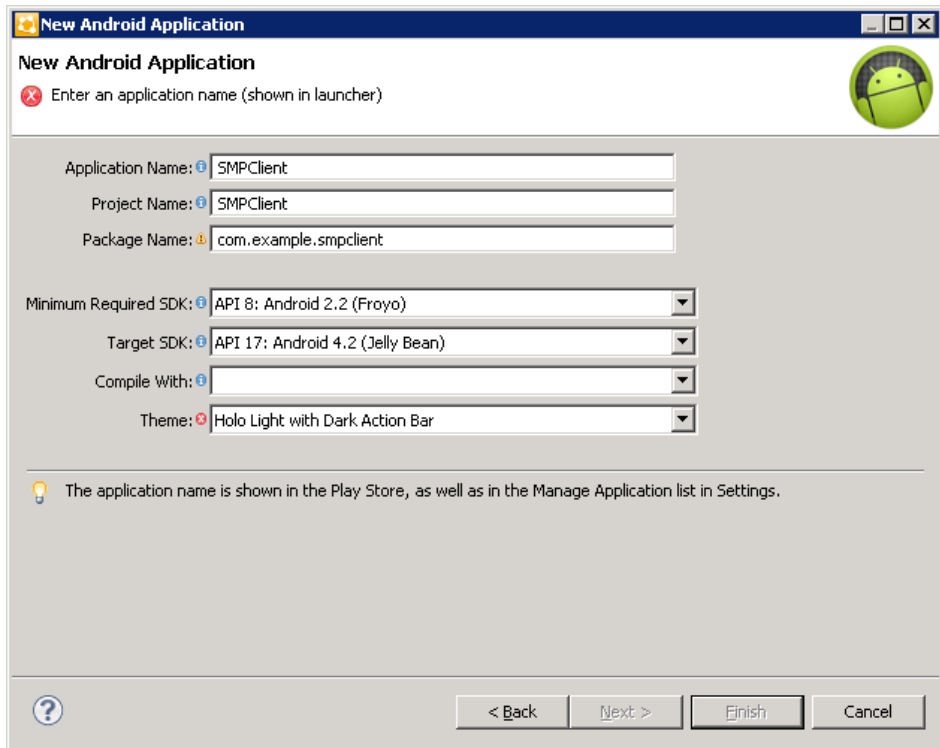 New Android Application
New Android Application
Enter an application name (shown in launcher)
Application Name: SMPClient
Project Name: SMPClient
Package Name: com.example.smpclient
Minimum Required SDK: API 8: Android 2.2 (Froyo)
Target SDK: API 17: Android 4.2 (Jelly Bean)
Compile With:
Theme: Holo Light with Dark Action Bar
The application name is shown in the Play Store, as well as in the Manage Application list in Settings.
< Back Next > Finish Cancel